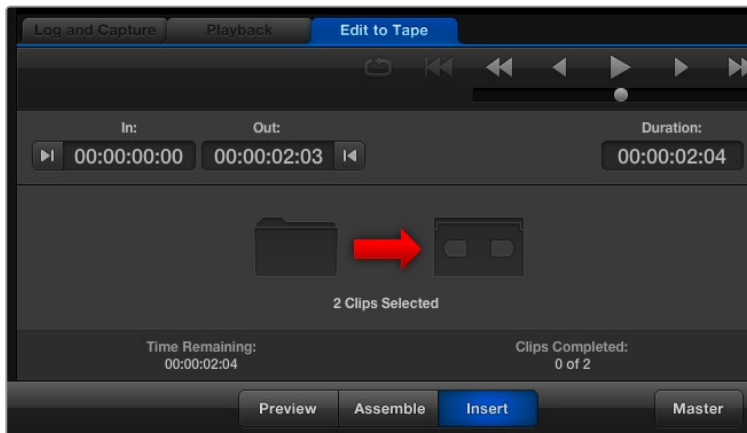 Log and Capture Playback Edit to Tape
In: Out: Duration:
00:00:00:00 00:00:02:03 00:00:02:04
2 Clips Selected
Time Remaining: Clips Completed:
00:00:02:04 0 of 2
Preview Assemble Insert Master